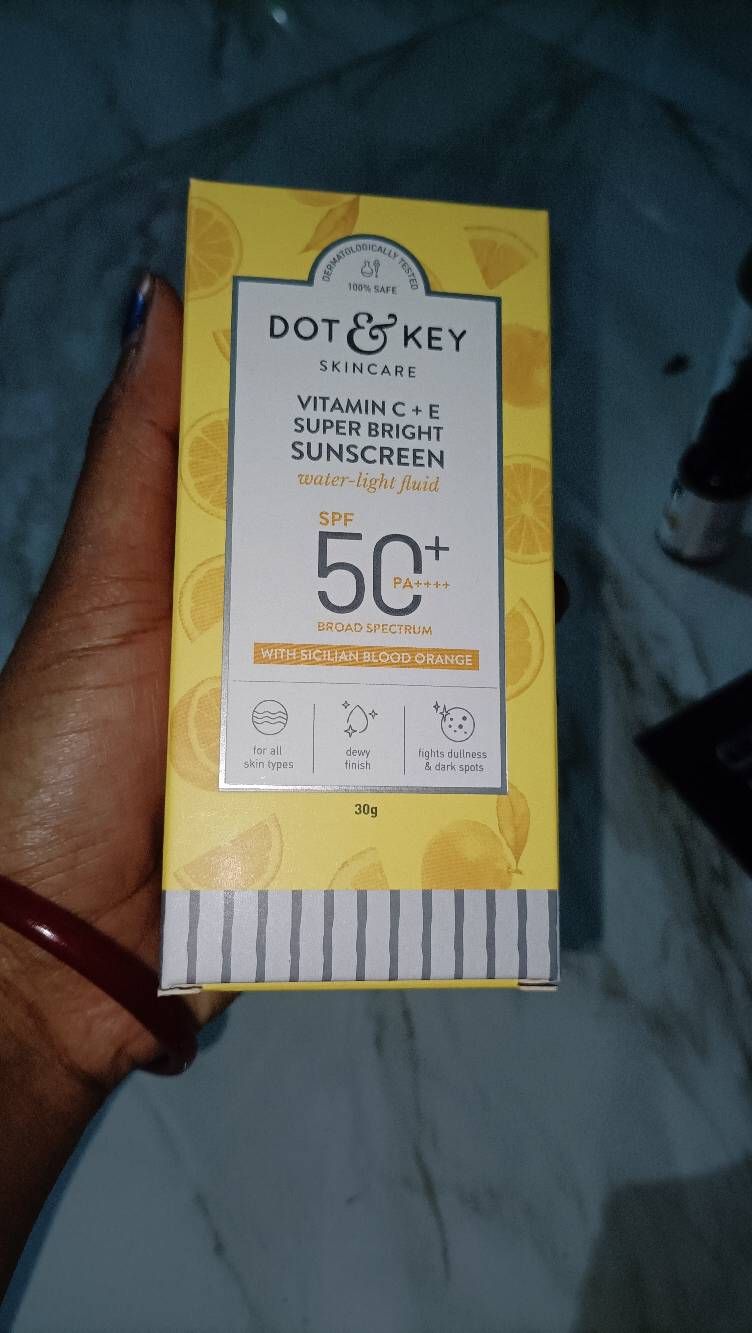 DERMATOLOGICALLY TESTED
100% SAFE
DOT & KEY
SKINCARE
VITAMIN C + E
SUPER BRIGHT
SUNSCREEN
water-light fluid
SPF
50+
PA++++
BROAD SPECTRUM
WITH SICILIAN BLOOD ORANGE
for all
skin types
dewy
finish
fights dullness
& dark spots
30g